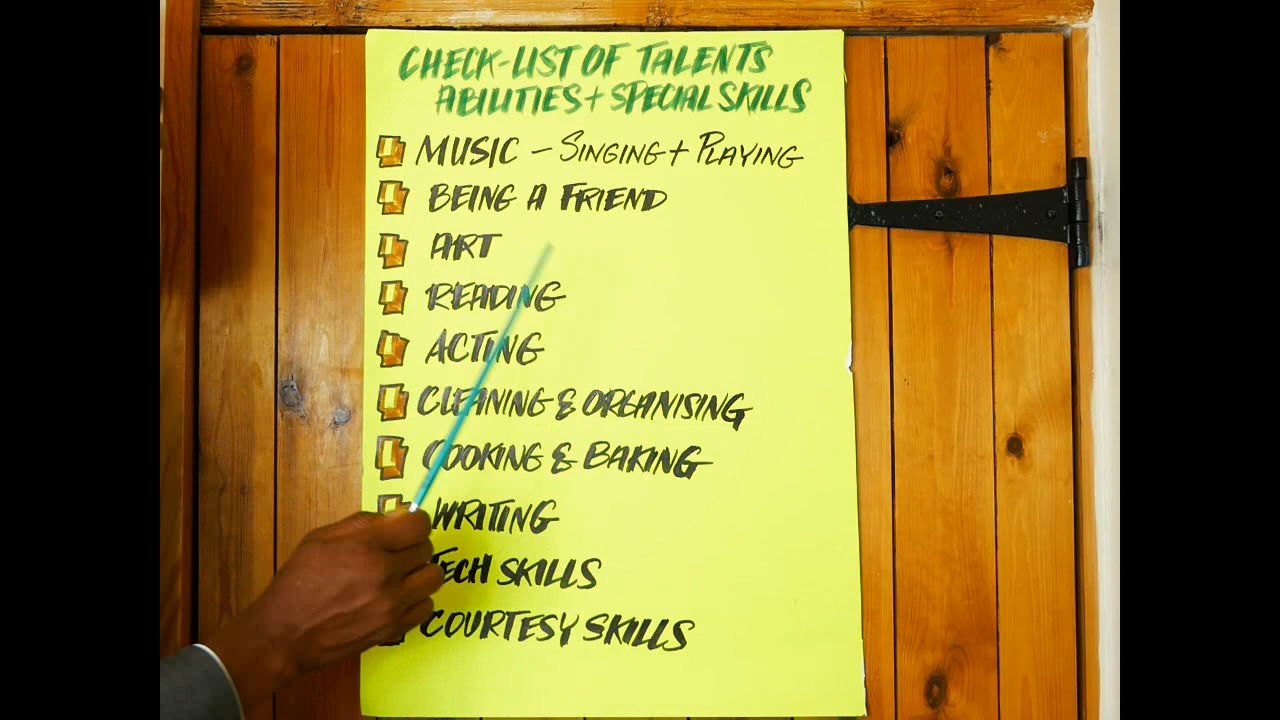 CHECK-LIST OF TALENTS
ABILITIES + SPECIAL SKILLS
MUSIC – SINGING + PLAYING
BEING A FRIEND
ART
READING
ACTING
CLEANING & ORGANISING
COOKING & BAKING
WRITING
TECH SKILLS
COURTESY SKILLS